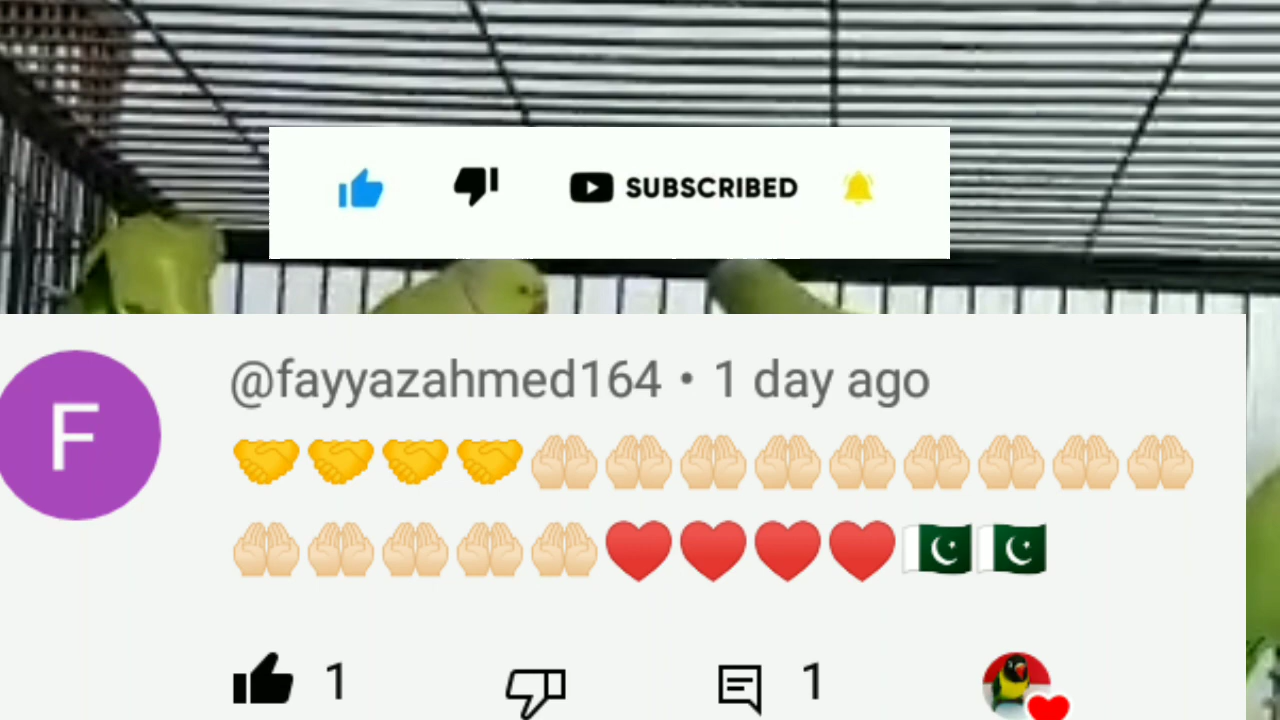 SUBSCRIBED
F
@fayyazahmed164 • 1 day ago
🤝🤝🤝🤝🤲🏻🤲🏻🤲🏻🤲🏻🤲🏻🤲🏻🤲🏻🤲🏻🤲🏻
🤲🏻🤲🏻🤲🏻🤲🏻🤲🏻❤️❤️❤️❤️🇵🇰🇵🇰
1 1